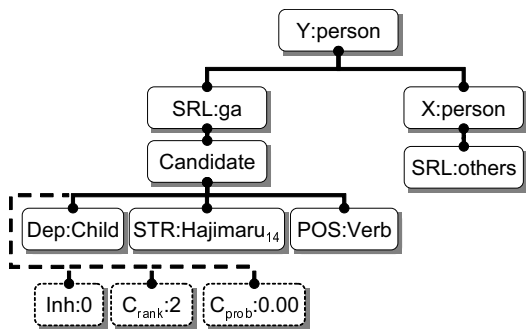 Y:person
SRL:ga
X:person
Candidate
SRL:others
Dep:Child
STR:Hajimaru14
POS:Verb
Inh:0
Crank:2
Cprob:0.00